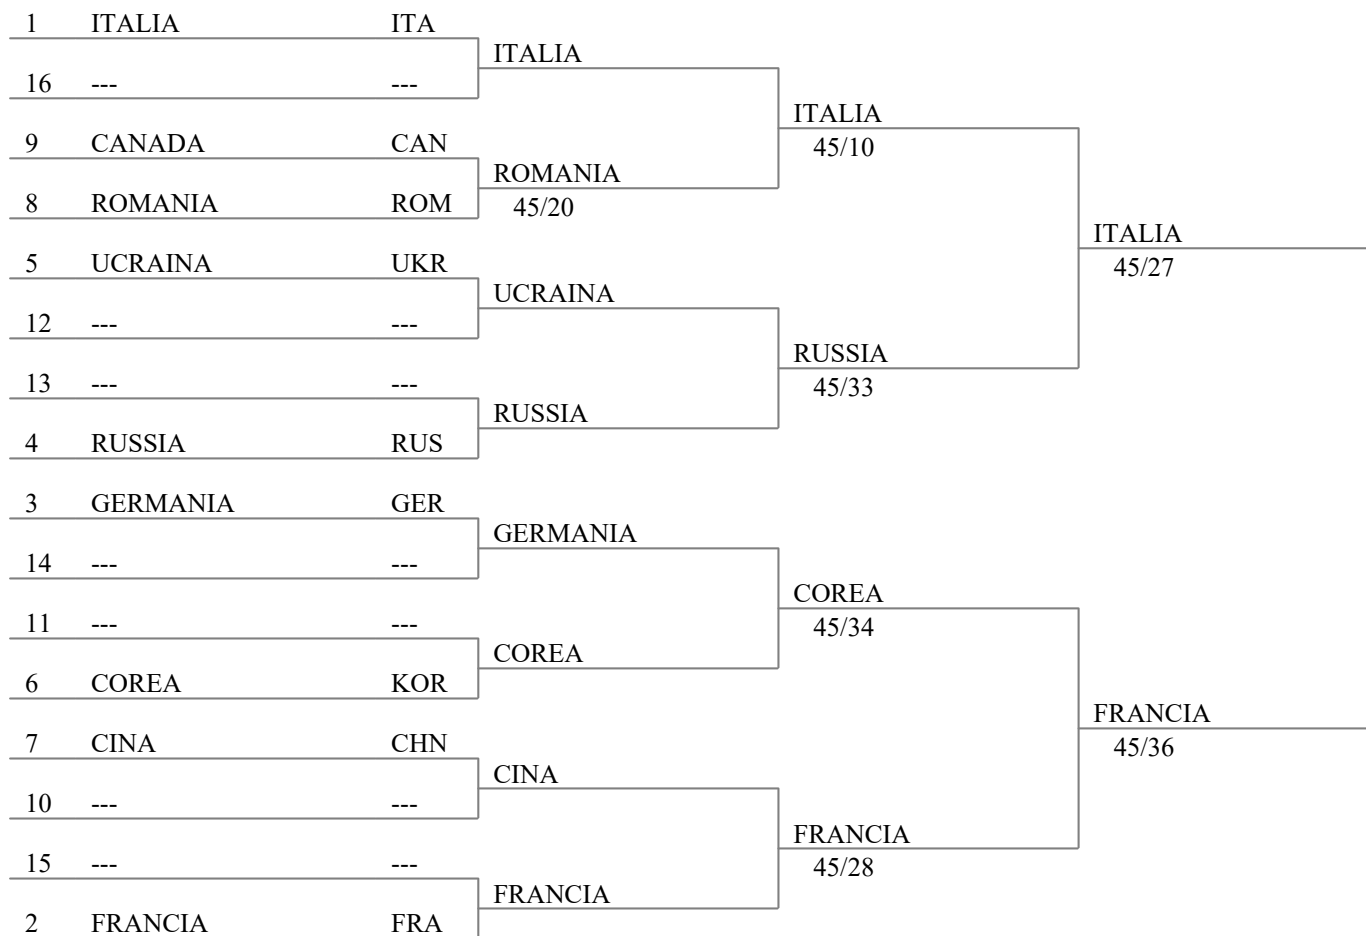 1 ITALIA ITA
ITALIA
16 --- ---
ITALIA
45/10
9 CANADA CAN
ROMANIA
45/20
8 ROMANIA ROM
ITALIA
45/27
5 UCRAINA UKR
UCRAINA
12 --- ---
RUSSIA
45/33
13 --- ---
RUSSIA
4 RUSSIA RUS
3 GERMANIA GER
GERMANIA
14 --- ---
COREA
45/34
11 --- ---
COREA
6 COREA KOR
FRANCIA
45/36
7 CINA CHN
CINA
10 --- ---
FRANCIA
45/28
15 --- ---
FRANCIA
2 FRANCIA FRA